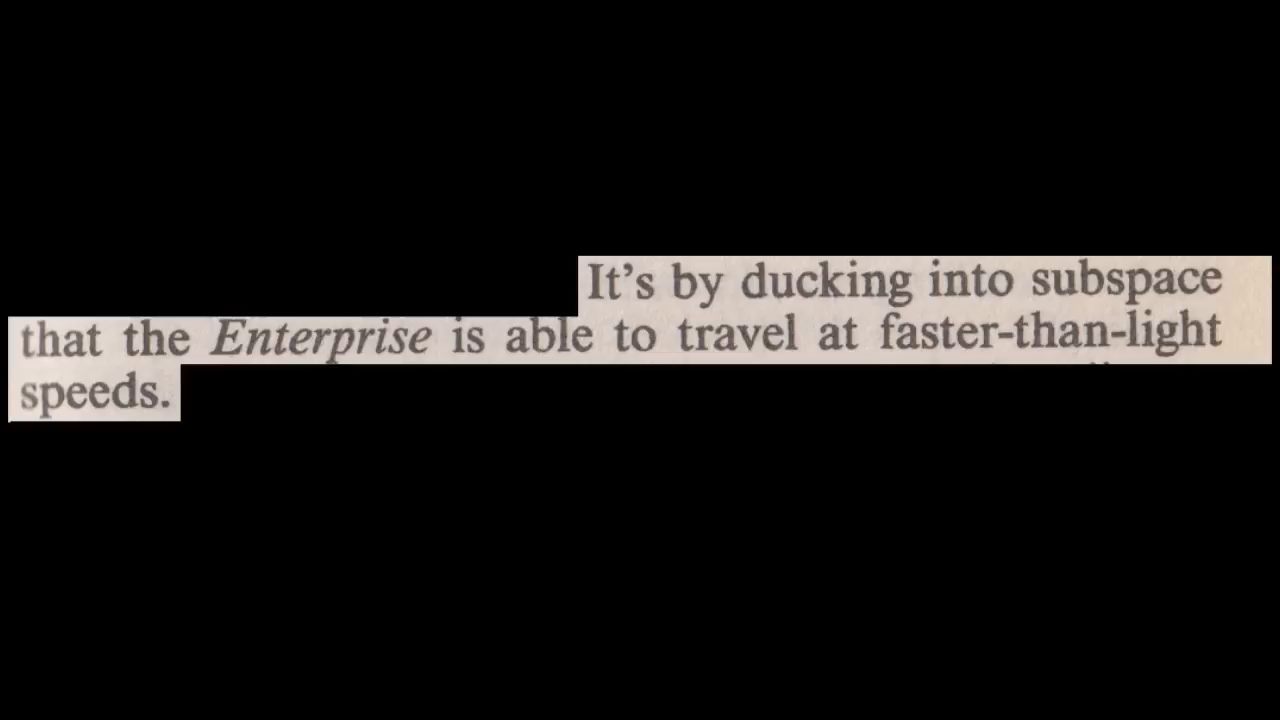 It’s by ducking into subspace
that the Enterprise is able to travel at faster-than-light
speeds.